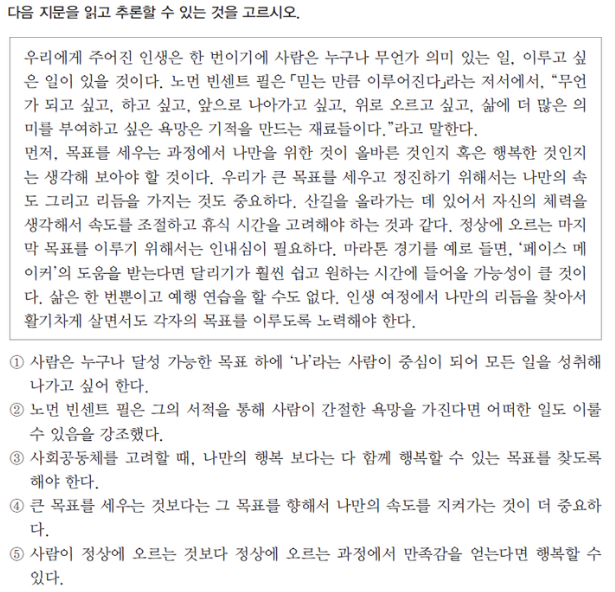 다음 지문을 읽고 추론할 수 있는 것을 고르시오.
우리에게 주어진 인생은 한 번이기에 사람은 누구나 무언가 의미 있는 일, 이루고 싶
은 일이 있을 것이다. 노먼 빈센트 필은 「믿는 만큼 이루어진다」라는 저서에서, “무언
가 되고 싶고, 하고 싶고, 앞으로 나아가고 싶고, 위로 오르고 싶고, 삶에 더 많은 의
미를 부여하고 싶은 욕망은 기적을 만드는 재료들이다.”라고 말한다.
먼저, 목표를 세우는 과정에서 나만을 위한 것이 올바른 것인지 혹은 행복한 것인지
는 생각해 보아야 할 것이다. 우리가 큰 목표를 세우고 정진하기 위해서는 나만의 속
도 그리고 리듬을 가지는 것도 중요하다. 산길을 올라가는 데 있어서 자신의 체력을
생각해서 속도를 조절하고 휴식 시간을 고려해야 하는 것과 같다. 정상에 오르는 마지
막 목표를 이루기 위해서는 인내심이 필요하다. 마라톤 경기를 예로 들면, ‘페이스 메
이커’의 도움을 받는다면 달리기가 훨씬 쉽고 원하는 시간에 들어올 가능성이 클 것이
다. 삶은 한 번뿐이고 예행 연습을 할 수도 없다. 인생 여정에서 나만의 리듬을 찾아서
활기차게 살면서도 각자의 목표를 이루도록 노력해야 한다.
① 사람은 누구나 달성 가능한 목표 하에 ‘나’라는 사람이 중심이 되어 모든 일을 성취해
나가고 싶어 한다.
② 노먼 빈센트 필은 그의 서적을 통해 사람이 간절한 욕망을 가진다면 어떠한 일도 이룰
수 있음을 강조했다.
③ 사회공동체를 고려할 때, 나만의 행복 보다는 다 함께 행복할 수 있는 목표를 찾도록
해야 한다.
④ 큰 목표를 세우는 것보다는 그 목표를 향해서 나만의 속도를 지켜가는 것이 더 중요하
다.
⑤ 사람이 정상에 오르는 것보다 정상에 오르는 과정에서 만족감을 얻는다면 행복할 수
있다.